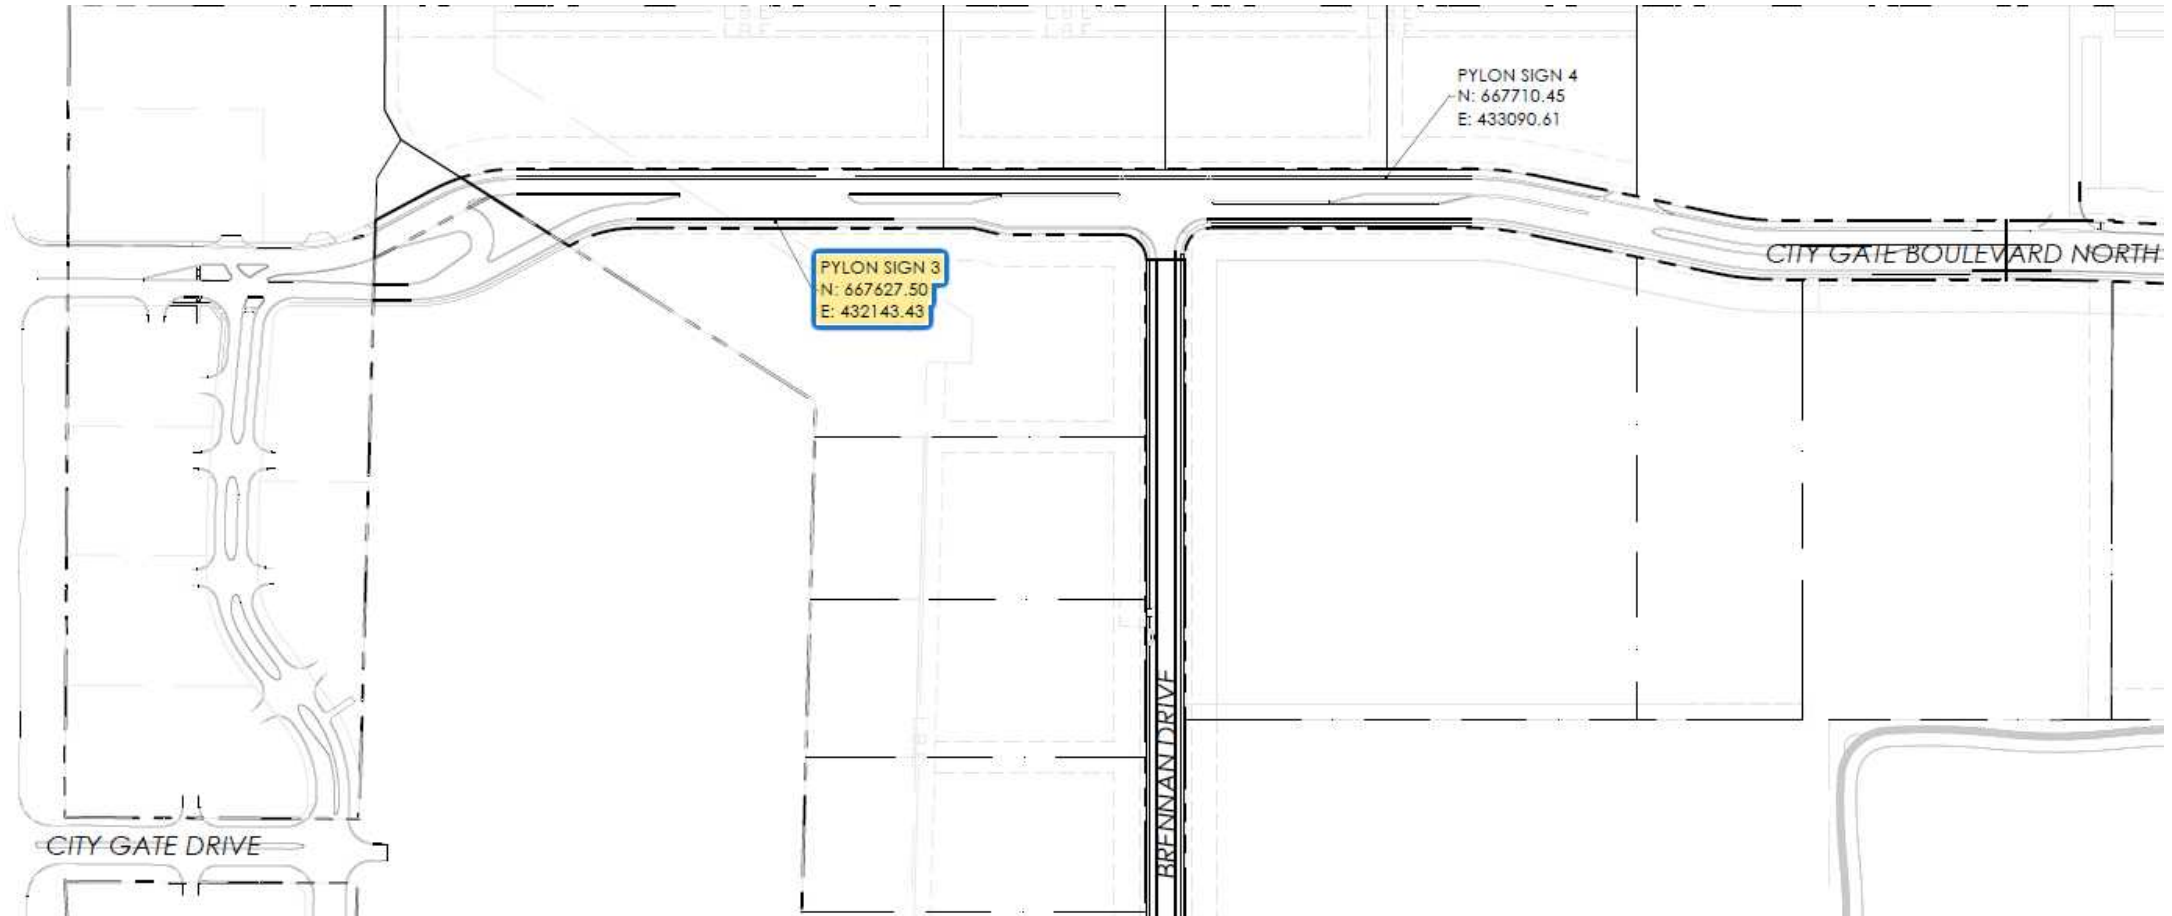 PYLON SIGN 4
N: 667710.45
E: 433090.61
CITY GATE BOULEVARD NORTH
PYLON SIGN 3
N: 667627.50
E: 432143.43
BRENNAN DRIVE
CITY GATE DRIVE